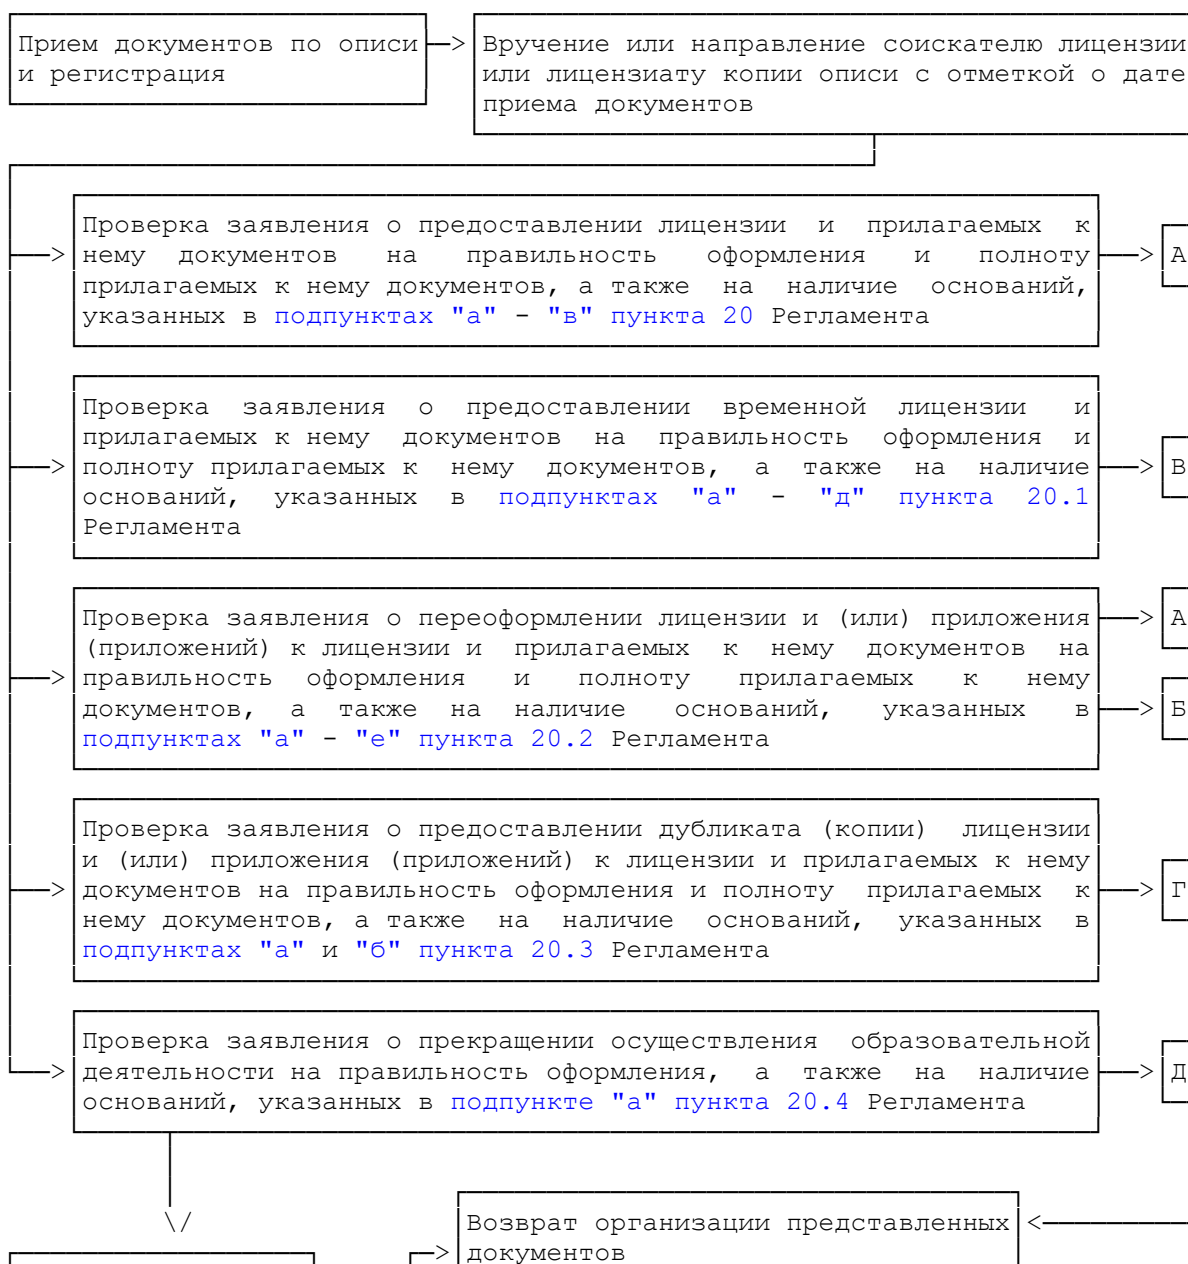 Прием документов по описи
и регистрация
Вручение или направление соискателю лицензии
или лицензиату копии описи с отметкой о дате
приема документов
Проверка заявления о предоставлении лицензии и прилагаемых к
нему документов на правильность оформления и полноту
прилагаемых к нему документов, а также на наличие оснований,
указанных в подпунктах "а" - "в" пункта 20 Регламента
А
Проверка заявления о предоставлении временной лицензии и
прилагаемых к нему документов на правильность оформления и
полноту прилагаемых к нему документов, а также на наличие
оснований, указанных в подпунктах "а" - "д" пункта 20.1
Регламента
В
Проверка заявления о переоформлении лицензии и (или) приложения
(приложений) к лицензии и прилагаемых к нему документов на
правильность оформления и полноту прилагаемых к нему
документов, а также на наличие оснований, указанных в
подпунктах "а" - "е" пункта 20.2 Регламента
А
Б
Проверка заявления о предоставлении дубликата (копии) лицензии
и (или) приложения (приложений) к лицензии и прилагаемых к нему
документов на правильность оформления и полноту прилагаемых к
нему документов, а также на наличие оснований, указанных в
подпунктах "а" и "б" пункта 20.3 Регламента
Г
Проверка заявления о прекращении осуществления образовательной
деятельности на правильность оформления, а также на наличие
оснований, указанных в подпункте "а" пункта 20.4 Регламента
Д
Возврат организации представленных
документов